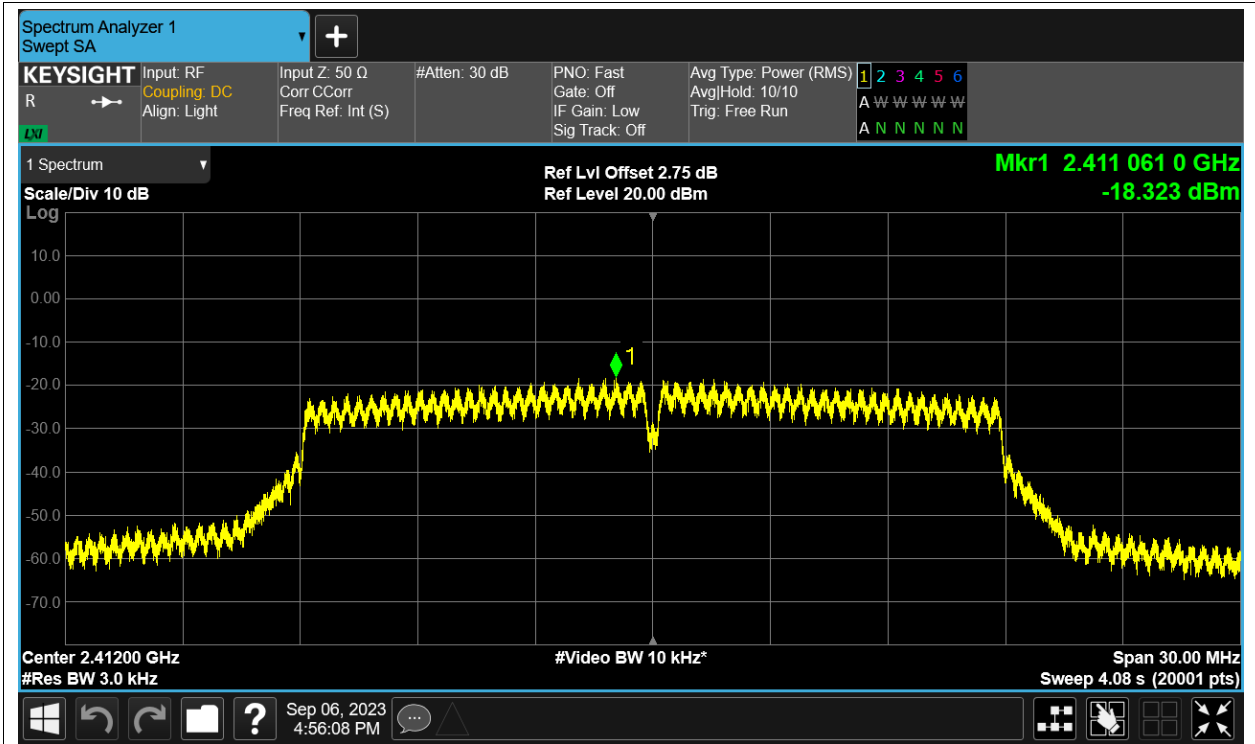 Spectrum Analyzer 1
Swept SA
KEYSIGHT
R
LXI
Input: RF
Coupling: DC
Align: Light
Input Z: 50 Ω
Corr CCorr
Freq Ref: Int (S)
#Atten: 30 dB
PNO: Fast
Gate: Off
IF Gain: Low
Sig Track: Off
Avg Type: Power (RMS)
Avg|Hold: 10/10
Trig: Free Run
1 2 3 4 5 6
A W W W W W
A N N N N N
1 Spectrum
Scale/Div 10 dB
Log
Ref Lvl Offset 2.75 dB
Ref Level 20.00 dBm
Mkr1 2.411 061 0 GHz
-18.323 dBm
10.0
0.00
-10.0
1
-20.0
-30.0
-40.0
-50.0
-60.0
-70.0
Center 2.41200 GHz
#Video BW 10 kHz*
Span 30.00 MHz
#Res BW 3.0 kHz
Sweep 4.08 s (20001 pts)
?
Sep 06, 2023
4:56:08 PM